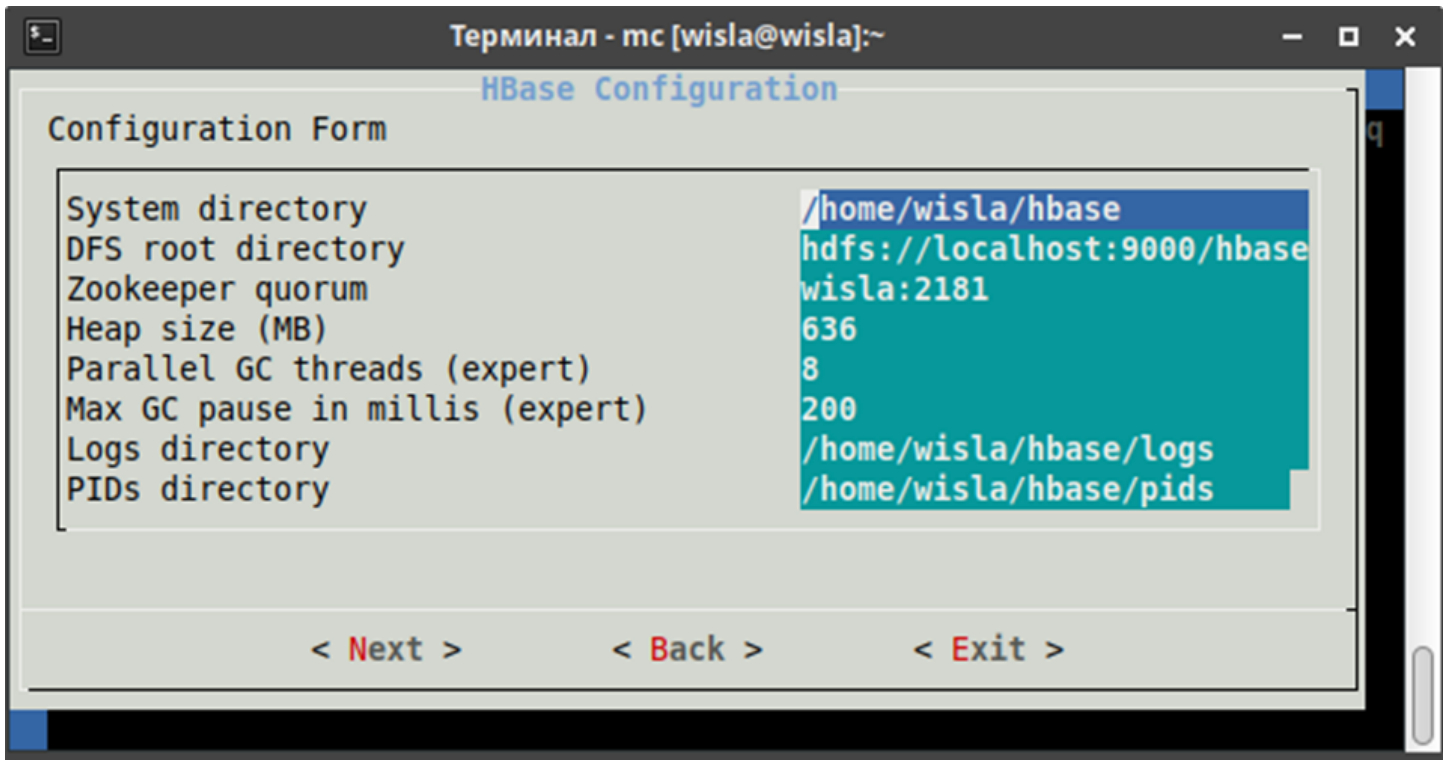 Терминал - mc [wisla@wisla]:~
HBase Configuration
q
Configuration Form
System directory /home/wisla/hbase
DFS root directory hdfs://localhost:9000/hbase
Zookeeper quorum wisla:2181
Heap size (MB) 636
Parallel GC threads (expert) 8
Max GC pause in millis (expert) 200
Logs directory /home/wisla/hbase/logs
PIDs directory /home/wisla/hbase/pids
< Next > < Back > < Exit >